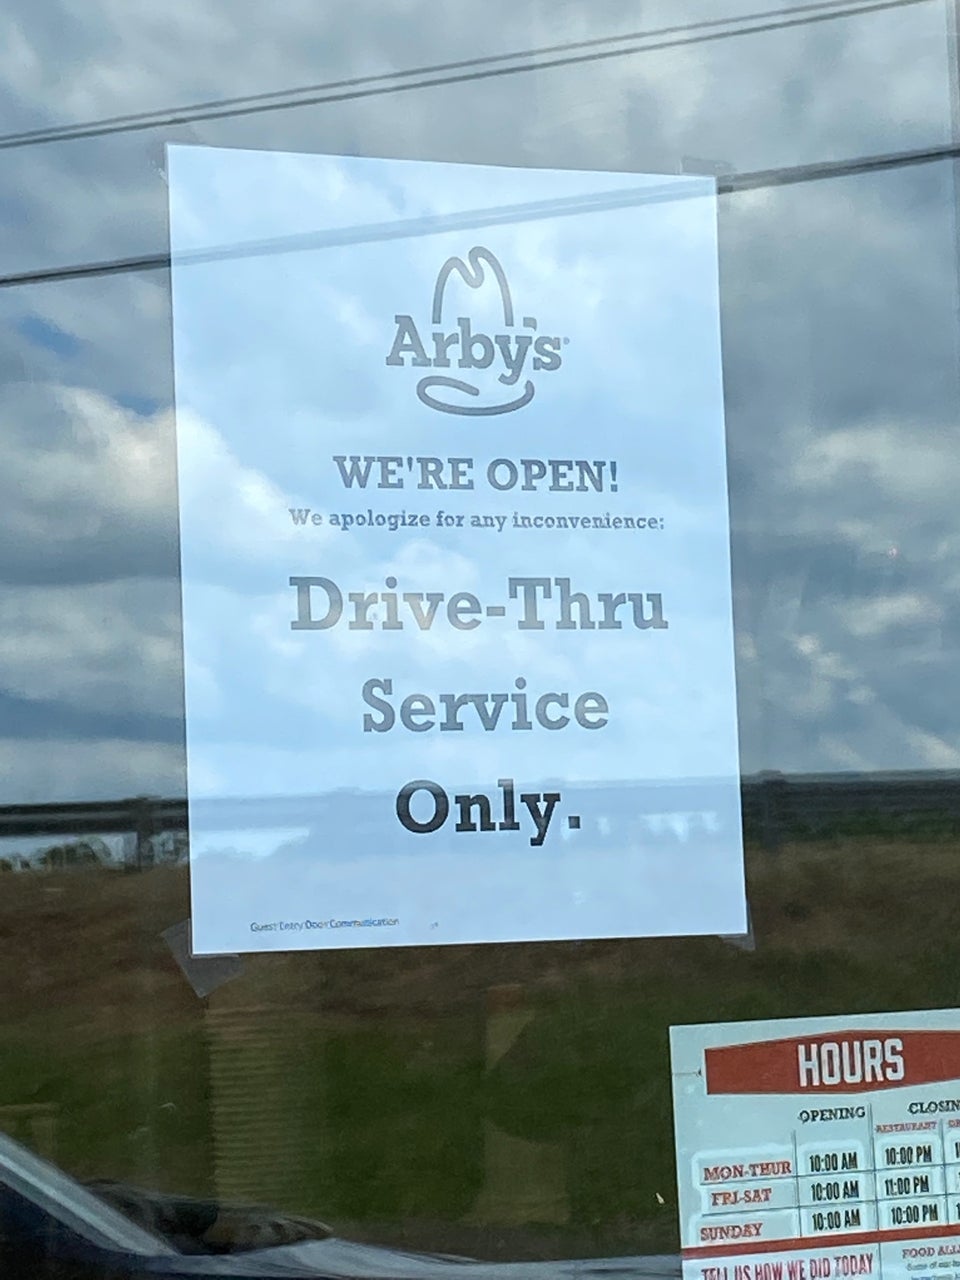 Arby's®
WE'RE OPEN!
We apologize for any inconvenience:
Drive-Thru
Service
Only.
Guest Entry Door Communication
HOURS
OPENING CLOSIN
RESTAURANT DR
MON-THUR 10:00 AM 10:00 PM
FRI-SAT 10:00 AM 11:00 PM
SUNDAY 10:00 AM 10:00 PM
TELL US HOW WE DID TODAY
FOOD ALL